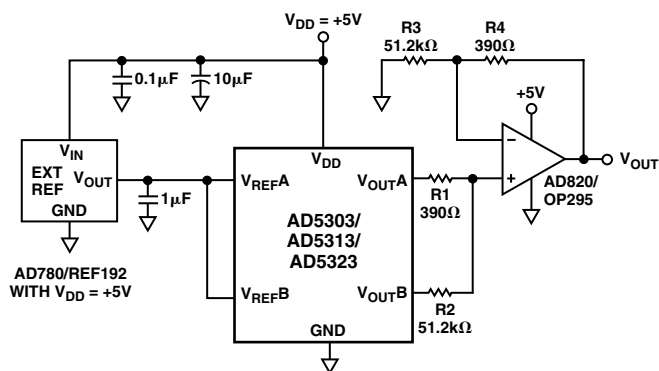 V_DD = +5V
R3
51.2kΩ
R4
390Ω
0.1μF
10μF
+5V
V_IN
EXT
REF
V_OUT
GND
1μF
V_DD
V_REFA
V_OUTA
R1
390Ω
AD820/
OP295
V_OUT
AD5303/
AD5313/
AD5323
AD780/REF192
WITH V_DD = +5V
V_REFB
V_OUTB
R2
51.2kΩ
GND